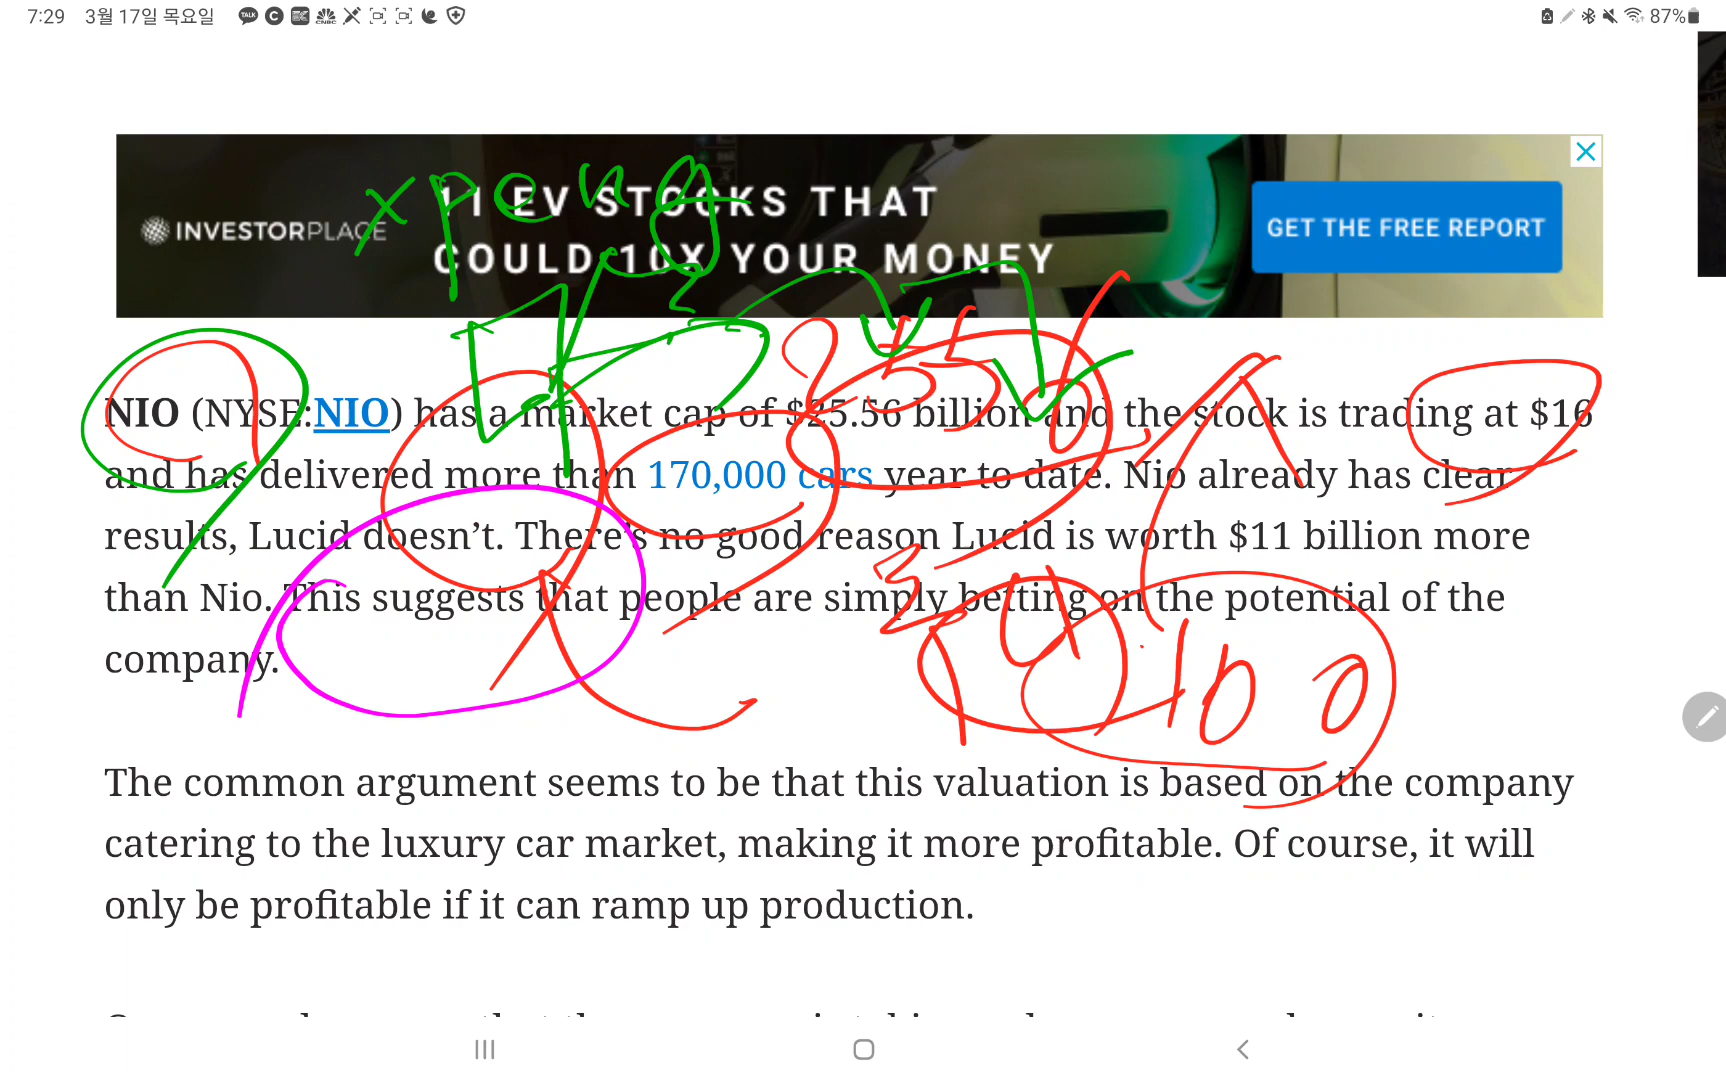 7:29 3월 17일 목요일 87%
xpeng
INVESTORPLACE
11 EV STOCKS THAT
COULD 10X YOUR MONEY
GET THE FREE REPORT
NIO (NYSE:NIO) has a market cap of $25.56 billion and the stock is trading at $16
and has delivered more than 170,000 cars year to date. Nio already has clear
results, Lucid doesn’t. There’s no good reason Lucid is worth $11 billion more
than Nio. This suggests that people are simply betting on the potential of the
company.
100
The common argument seems to be that this valuation is based on the company
catering to the luxury car market, making it more profitable. Of course, it will
only be profitable if it can ramp up production.